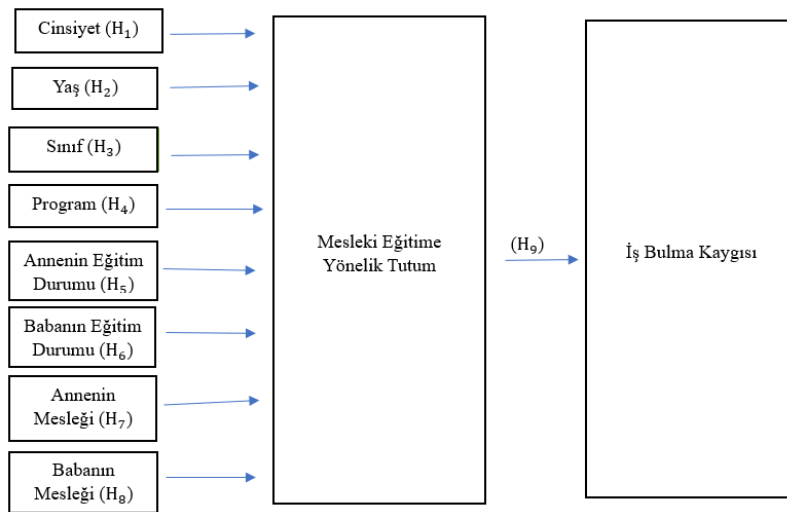 Cinsiyet (H₁)
Yaş (H₂)
Sınıf (H₃)
Program (H₄)
Annenin Eğitim
Durumu (H₅)
Babanın Eğitim
Durumu (H₆)
Annenin
Mesleği (H₇)
Babanın
Mesleği (H₈)
Mesleki Eğitime
Yönelik Tutum
(H₉)
İş Bulma Kaygısı